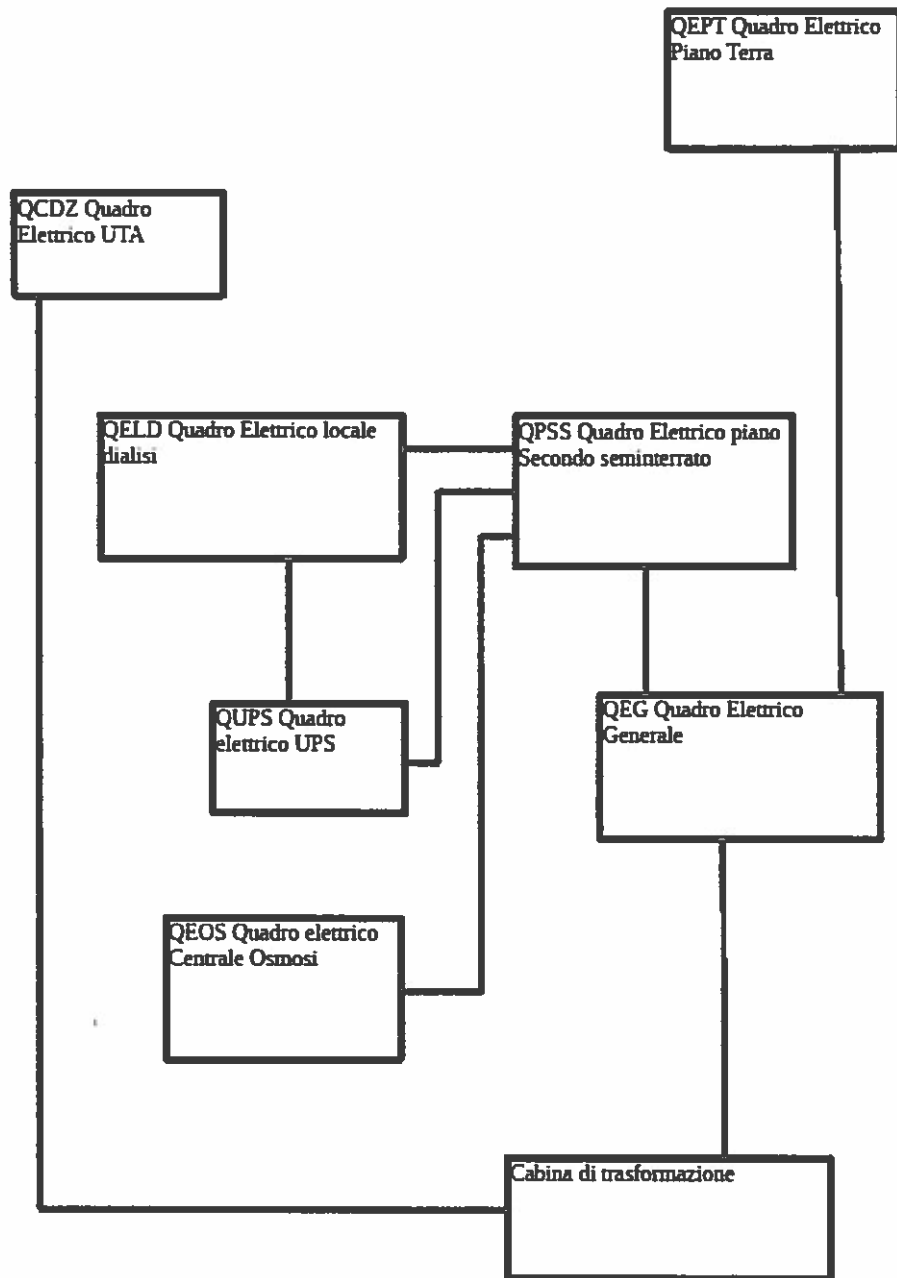 QEPT Quadro Elettrico
Piano Terra
QCDZ Quadro
Elettrico UTA
QELD Quadro Elettrico locale
dialisi
QPSS Quadro Elettrico piano
Secondo seminterrato
QUPS Quadro
elettrico UPS
QEG Quadro Elettrico
Generale
QEOS Quadro elettrico
Centrale Osmosi
Cabina di trasformazione